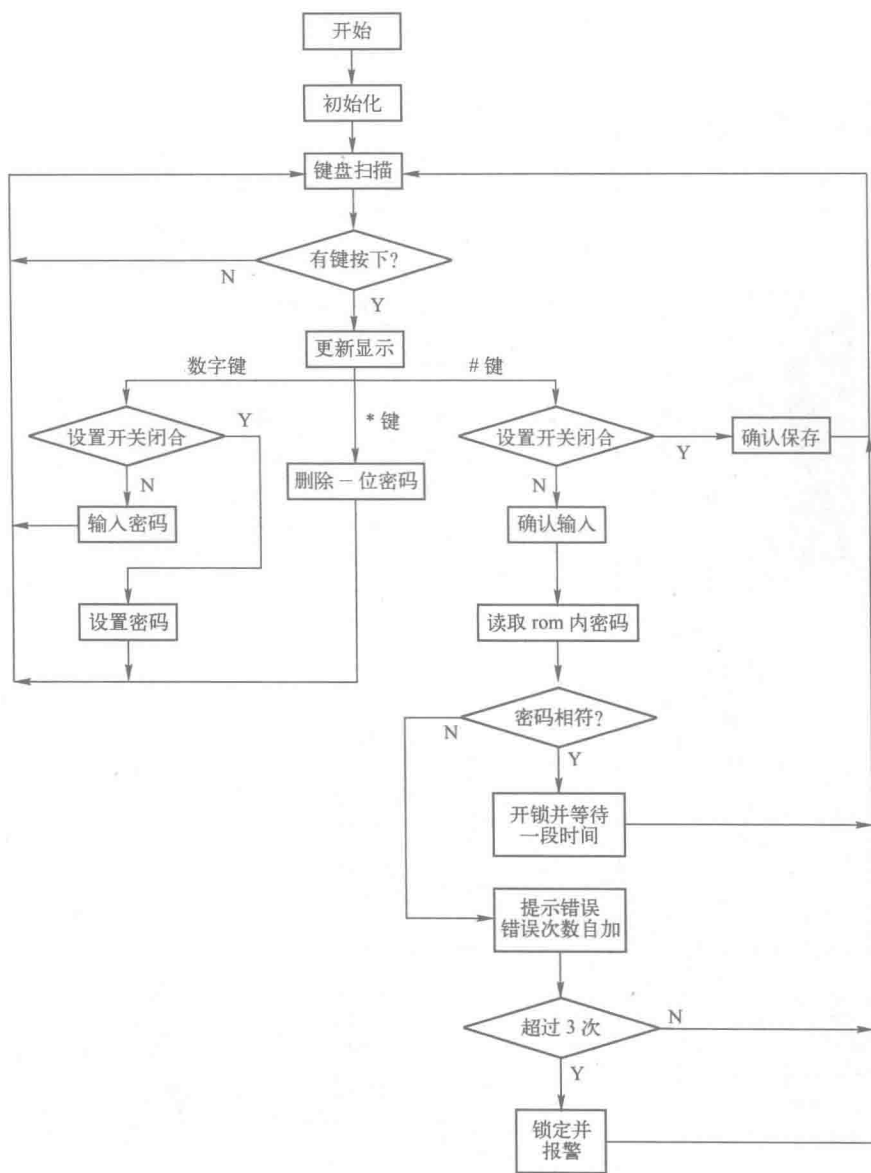 开始
初始化
键盘扫描
有键按下?
N
Y
更新显示
数字键
# 键
* 键
设置开关闭合
Y
N
设置开关闭合
Y
N
确认保存
删除一位密码
输入密码
确认输入
设置密码
读取 rom 内密码
密码相符?
N
Y
开锁并等待
一段时间
提示错误
错误次数自加
超过 3 次
N
Y
锁定并
报警